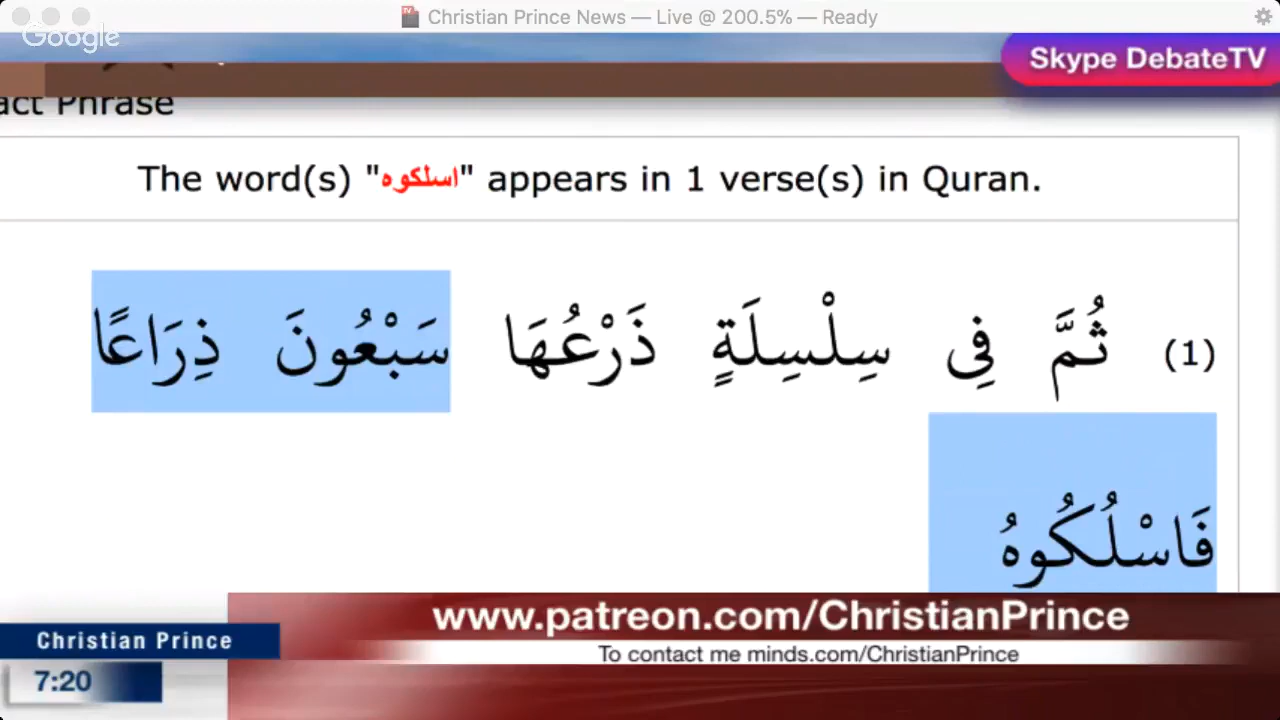 Christian Prince News — Live @ 200.5% — Ready
Google
Skype DebateTV
act Phrase
The word(s) "اسلكوه" appears in 1 verse(s) in Quran.
(1) ثُمَّ فِى سِلْسِلَةٍ ذَرْعُهَا سَبْعُونَ ذِرَاعًا
فَاسْلُكُوهُ
www.patreon.com/ChristianPrince
Christian Prince
To contact me minds.com/ChristianPrince
7:20